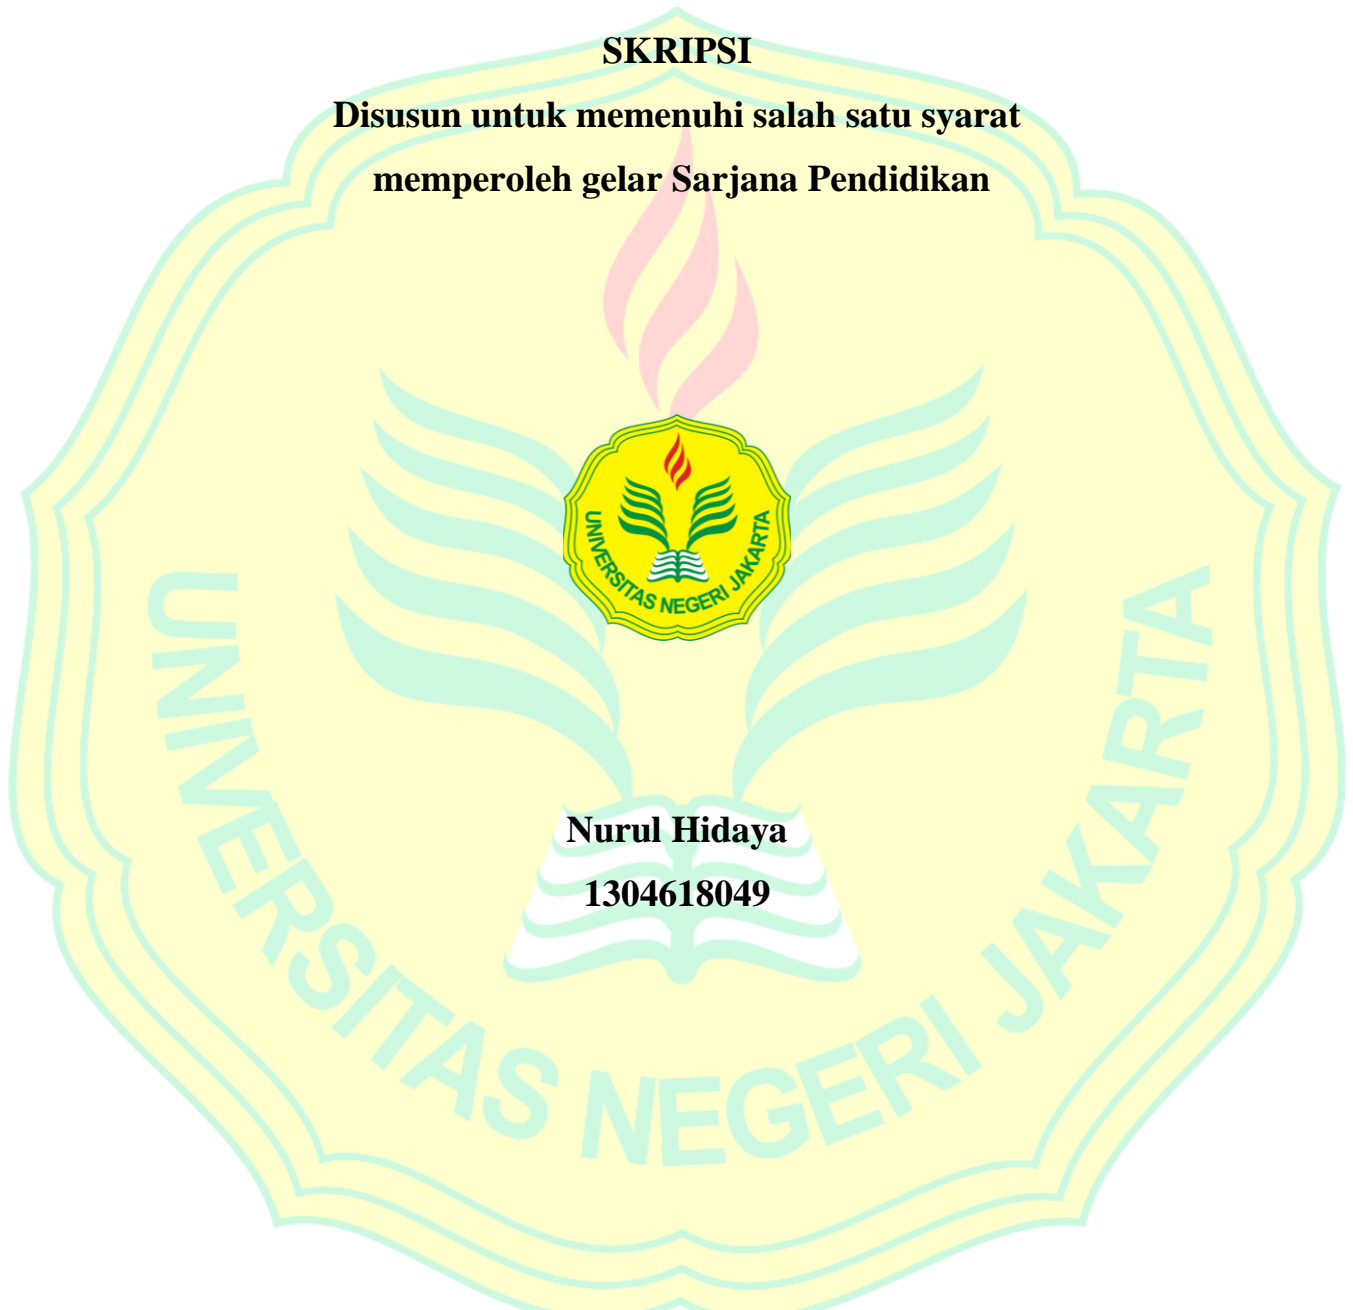 SKRIPSI
Disusun untuk memenuhi salah satu syarat
memperoleh gelar Sarjana Pendidikan
UNIVERSITAS NEGERI JAKARTA
Nurul Hidaya
1304618049
UNIVERSITAS NEGERI JAKARTA